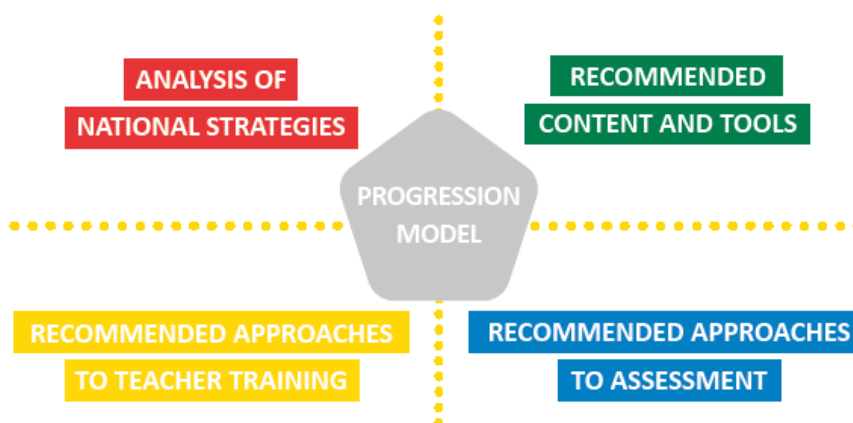 ANALYSIS OF
NATIONAL STRATEGIES
RECOMMENDED
CONTENT AND TOOLS
PROGRESSION
MODEL
RECOMMENDED APPROACHES
TO TEACHER TRAINING
RECOMMENDED APPROACHES
TO ASSESSMENT